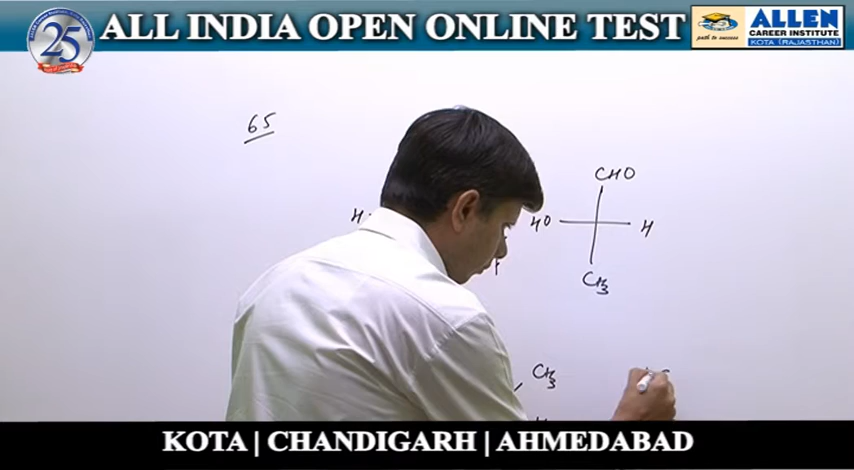 ALL INDIA OPEN ONLINE TEST
25
path to success
ALLEN
CAREER INSTITUTE
KOTA (RAJASTHAN)
65
CHO
H
HO
H
CH3
CH3
KOTA | CHANDIGARH | AHMEDABAD